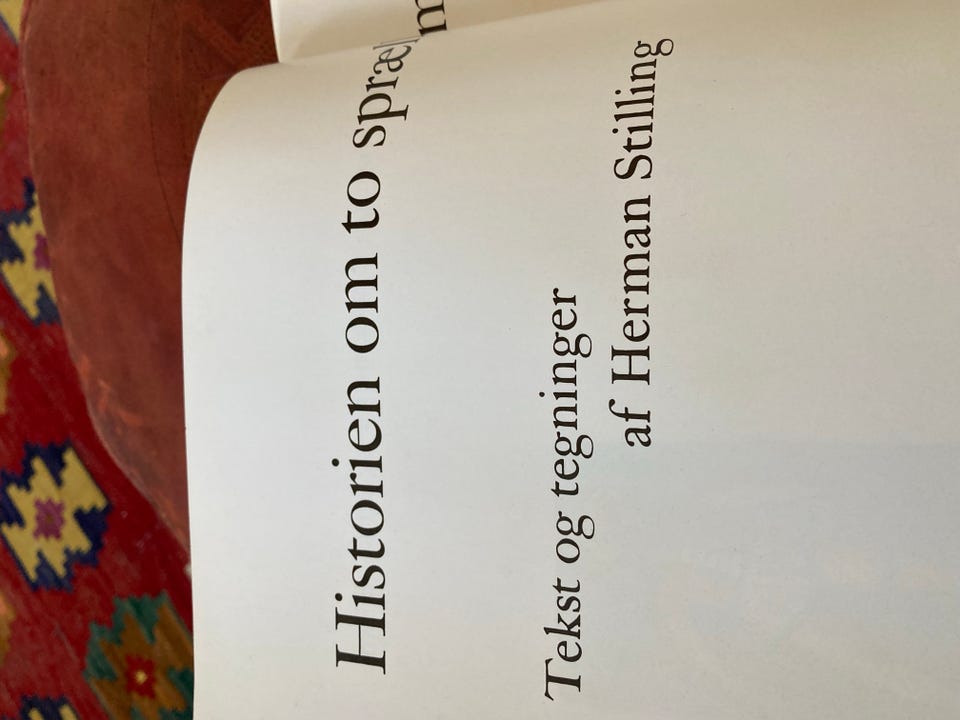 Historien om to
Tekst og tegninger
af Herman Stilling